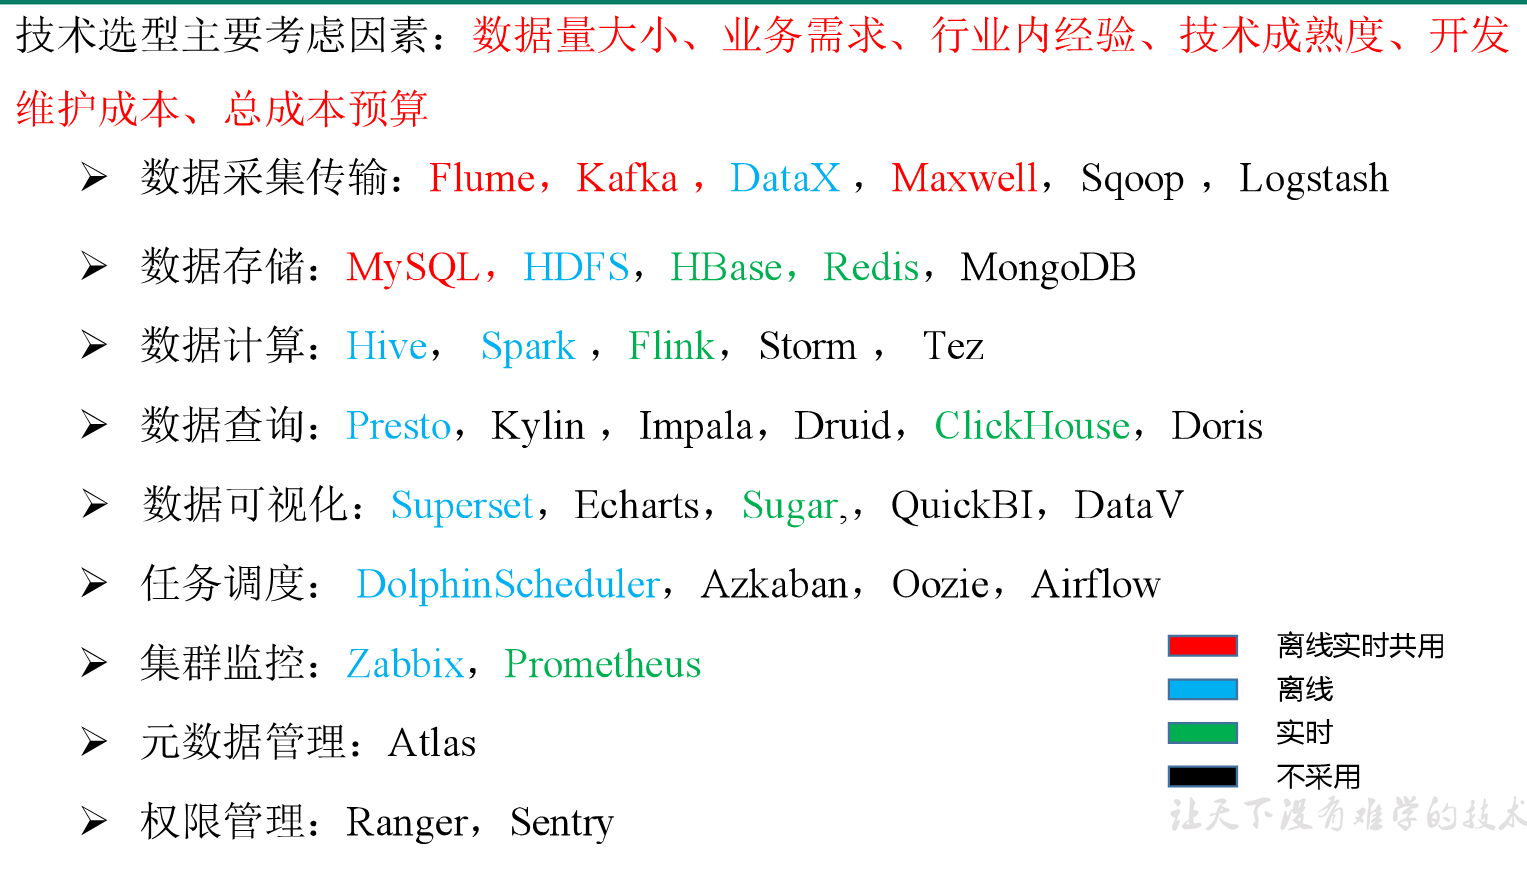 技术选型主要考虑因素：数据量大小、业务需求、行业内经验、技术成熟度、开发
维护成本、总成本预算
➢ 数据采集传输：Flume，Kafka ，DataX ，Maxwell，Sqoop ，Logstash
➢ 数据存储：MySQL，HDFS，HBase，Redis，MongoDB
➢ 数据计算：Hive， Spark ，Flink，Storm ， Tez
➢ 数据查询：Presto，Kylin ，Impala，Druid，ClickHouse，Doris
➢ 数据可视化：Superset，Echarts，Sugar,，QuickBI，DataV
➢ 任务调度： DolphinScheduler，Azkaban，Oozie，Airflow
➢ 集群监控：Zabbix，Prometheus
➢ 元数据管理：Atlas
➢ 权限管理：Ranger，Sentry
离线实时共用
离线
实时
不采用
让天下没有难学的技术